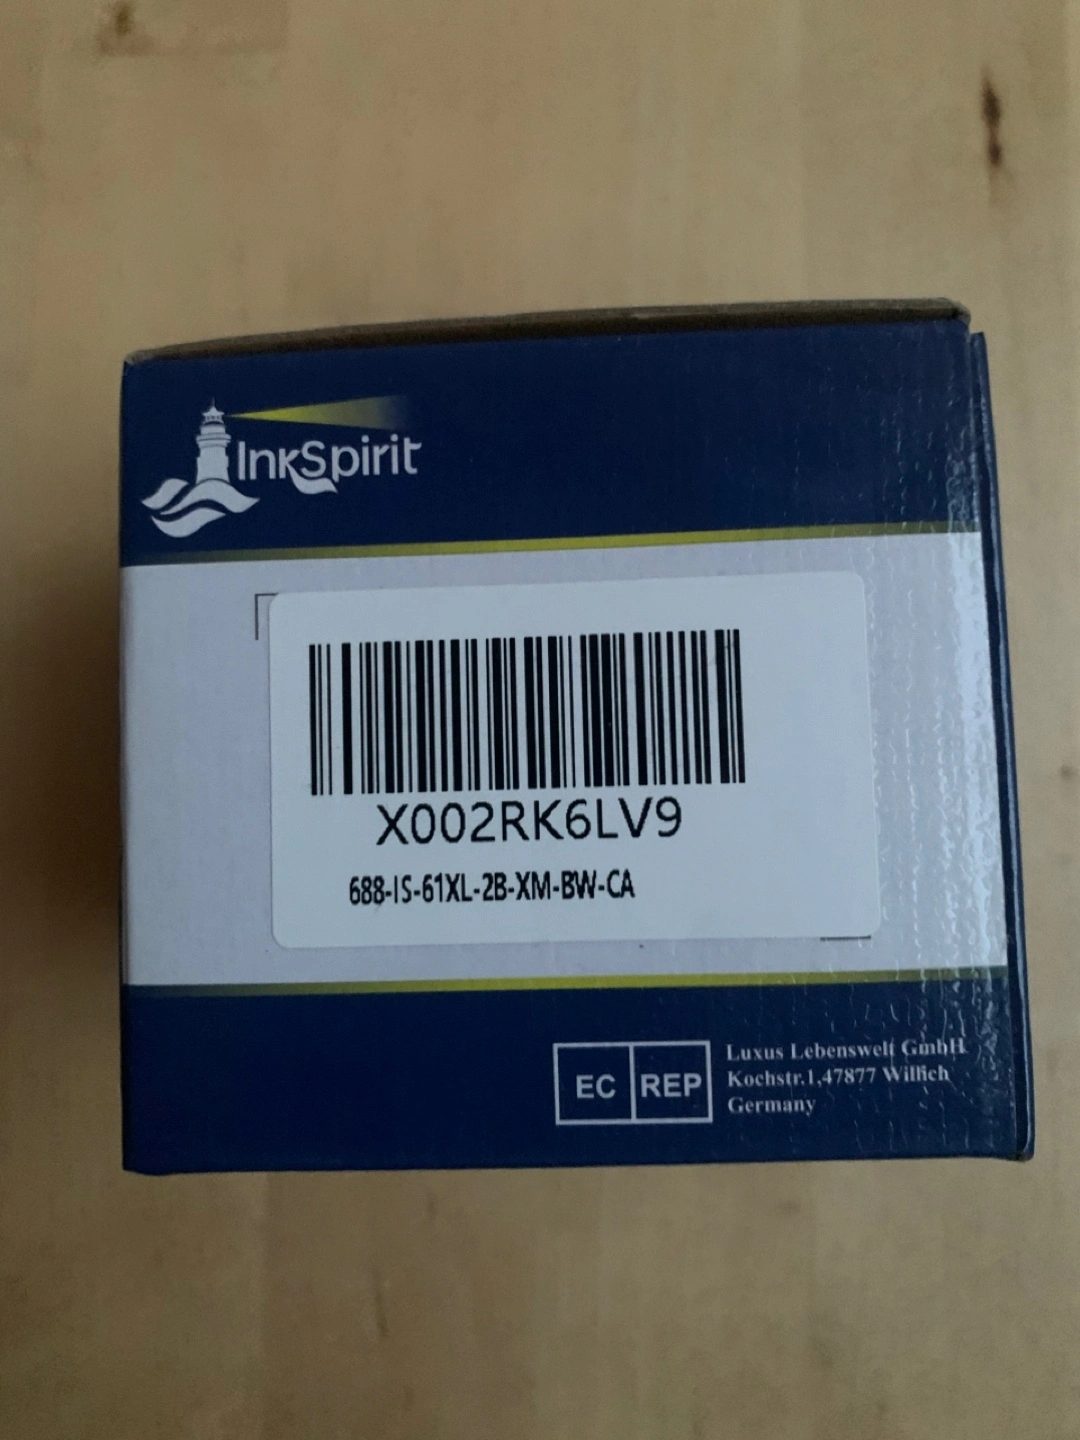 InkSpirit
X002RK6LV9
688-IS-61XL-2B-XM-BW-CA
EC REP
Luxus Lebenswelt GmbH
Kochstr.1,47877 Willich
Germany